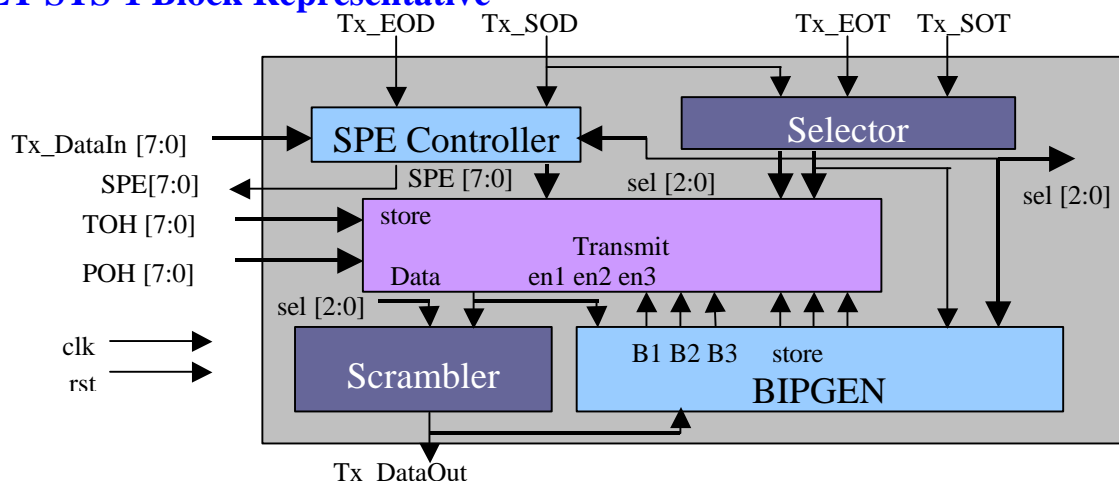 STS-1 Block Representative
Tx_EOD Tx_SOD Tx_EOT Tx_SOT
Tx_DataIn [7:0]
SPE Controller
Selector
SPE[7:0]
SPE [7:0]
sel [2:0]
sel [2:0]
TOH [7:0]
store
Transmit
POH [7:0]
Data
en1 en2 en3
sel [2:0]
clk
rst
Scrambler
B1 B2 B3
store
BIPGEN
Tx_DataOut